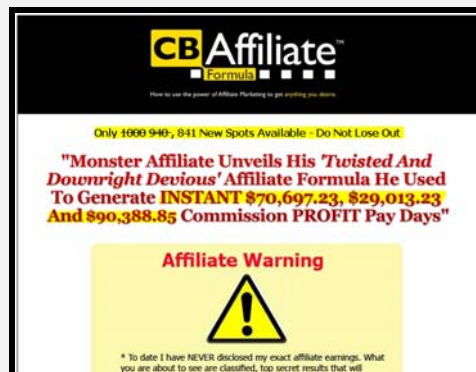 CB Affiliate™
Formula
How to use the power of Affiliate Marketing to get anything you desire.
Only 1000 940, 841 New Spots Available - Do Not Lose Out
"Monster Affiliate Unveils His 'Twisted And
Downright Devious' Affiliate Formula He Used
To Generate INSTANT $70,697.23, $29,013.23
And $90,388.85 Commission PROFIT Pay Days"
Affiliate Warning
!
* To date I have NEVER disclosed my exact affiliate earnings. What
you are about to see are classified, top secret results that will